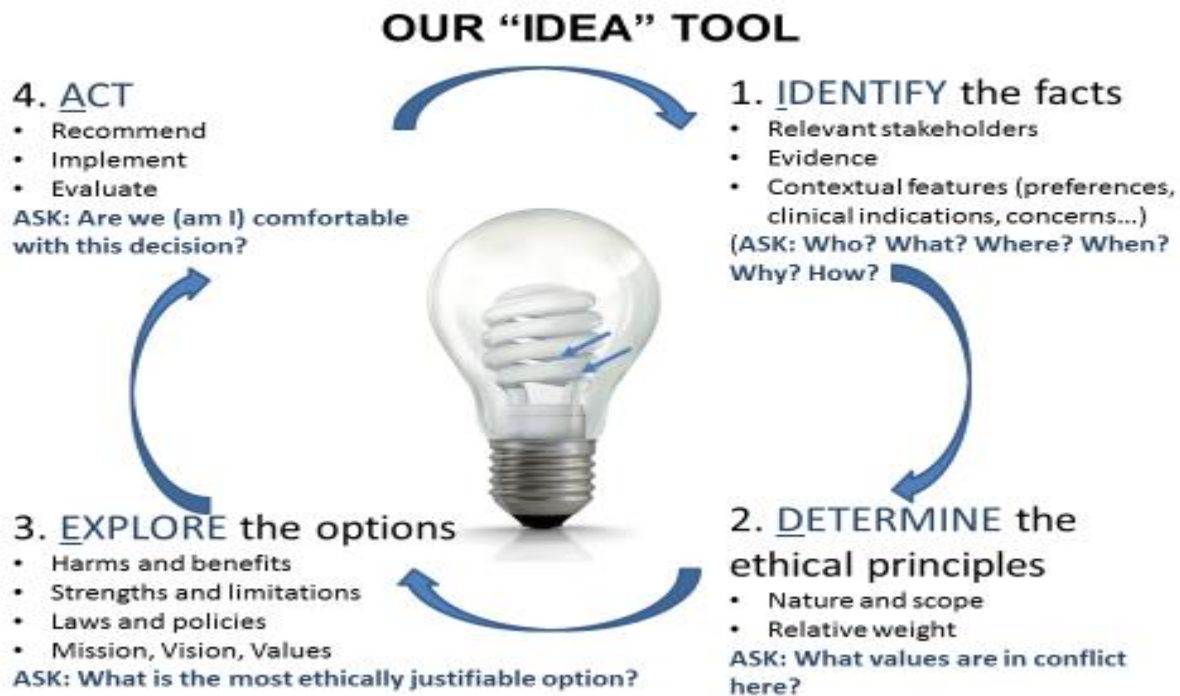 OUR “IDEA” TOOL
1. IDENTIFY the facts
• Relevant stakeholders
• Evidence
• Contextual features (preferences,
clinical indications, concerns...)
(ASK: Who? What? Where? When?
Why? How?
2. DETERMINE the
ethical principles
• Nature and scope
• Relative weight
ASK: What values are in conflict
here?
3. EXPLORE the options
• Harms and benefits
• Strengths and limitations
• Laws and policies
• Mission, Vision, Values
ASK: What is the most ethically justifiable option?
4. ACT
• Recommend
• Implement
• Evaluate
ASK: Are we (am I) comfortable
with this decision?